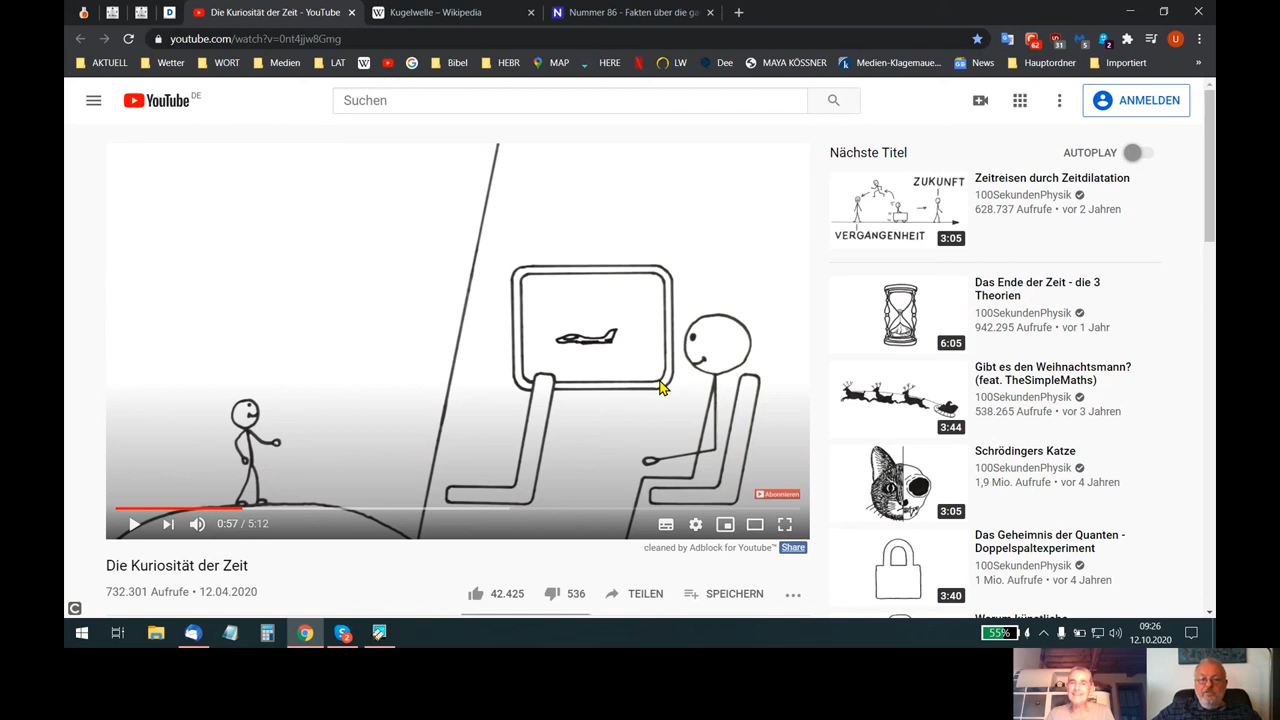 Die Kuriosität der Zeit - YouTube
Kugelwelle – Wikipedia
Nummer 86 - Fakten über die ga
youtube.com/watch?v=0nt4jjw8Gmg
62
31
5
2
U
AKTUELL
Wetter
WORT
Medien
LAT
Bibel
HEBR
MAP
HERE
LW
Dee
MAYA KÖSSNER
Medien-Klagemaue...
News
Hauptordner
Importiert
YouTube DE
Suchen
ANMELDEN
Nächste Titel
AUTOPLAY
ZUKUNFT
VERGANGENHEIT
3:05
Zeitreisen durch Zeitdilatation
100SekundenPhysik
628.737 Aufrufe • vor 2 Jahren
6:05
Das Ende der Zeit - die 3
Theorien
100SekundenPhysik
942.295 Aufrufe • vor 1 Jahr
3:44
Gibt es den Weihnachtsmann?
(feat. TheSimpleMaths)
100SekundenPhysik
538.265 Aufrufe • vor 3 Jahren
3:05
Schrödingers Katze
100SekundenPhysik
1,9 Mio. Aufrufe • vor 4 Jahren
3:40
Das Geheimnis der Quanten -
Doppelspaltexperiment
100SekundenPhysik
1 Mio. Aufrufe • vor 4 Jahren
Abonnieren
0:57 / 5:12
cleaned by Adblock for Youtube™ Share
Die Kuriosität der Zeit
732.301 Aufrufe • 12.04.2020
42.425
536
TEILEN
SPEICHERN
55%
09:26
12.10.2020